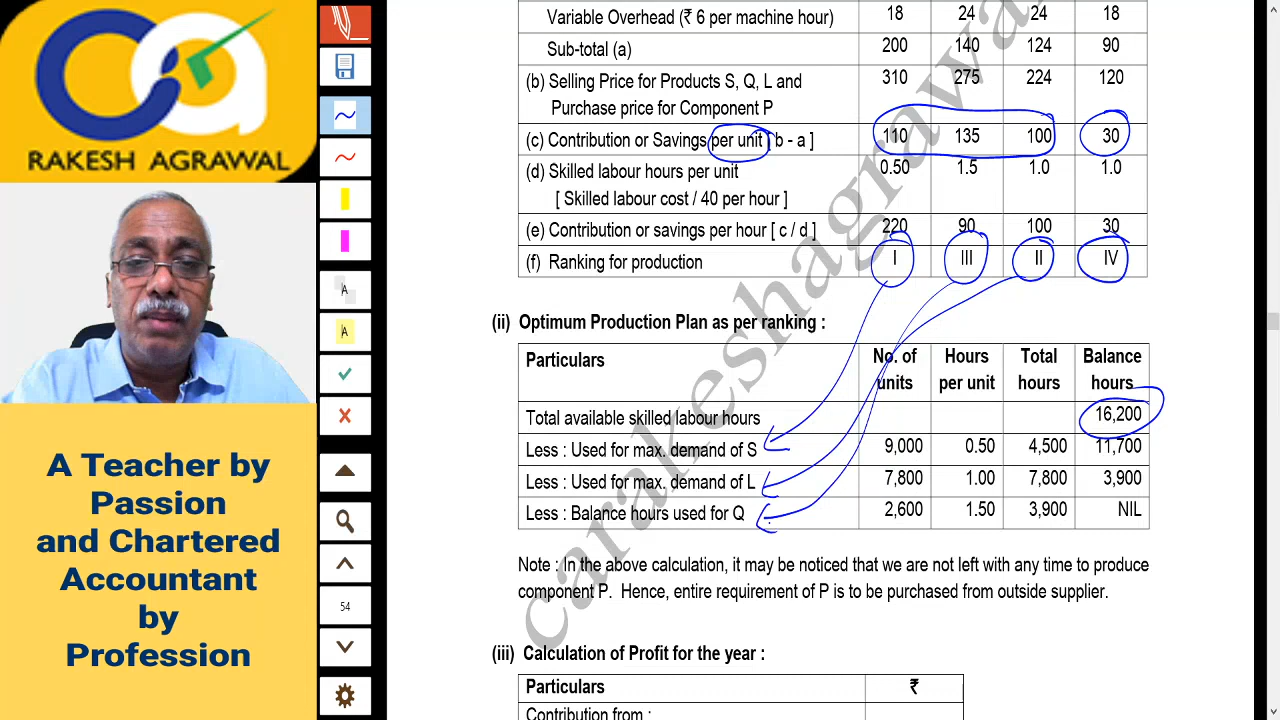 RAKESH AGRAWAL
A Teacher by
Passion
and Chartered
Accountant
by
Profession
A
A
54
Variable Overhead (₹ 6 per machine hour) 18 24 24 18
Sub-total (a) 200 140 124 90
(b) Selling Price for Products S, Q, L and 310 275 224 120
Purchase price for Component P
(c) Contribution or Savings per unit [ b - a ] 110 135 100 30
(d) Skilled labour hours per unit 0.50 1.5 1.0 1.0
[ Skilled labour cost / 40 per hour ]
(e) Contribution or savings per hour [ c / d ] 220 90 100 30
(f) Ranking for production I III II IV
(ii) Optimum Production Plan as per ranking :
Particulars No. of Hours Total Balance
units per unit hours hours
Total available skilled labour hours 16,200
Less : Used for max. demand of S 9,000 0.50 4,500 11,700
Less : Used for max. demand of L 7,800 1.00 7,800 3,900
Less : Balance hours used for Q 2,600 1.50 3,900 NIL
Note : In the above calculation, it may be noticed that we are not left with any time to produce
component P. Hence, entire requirement of P is to be purchased from outside supplier.
(iii) Calculation of Profit for the year :
Particulars ₹
Contribution from :
carakeshagrawa